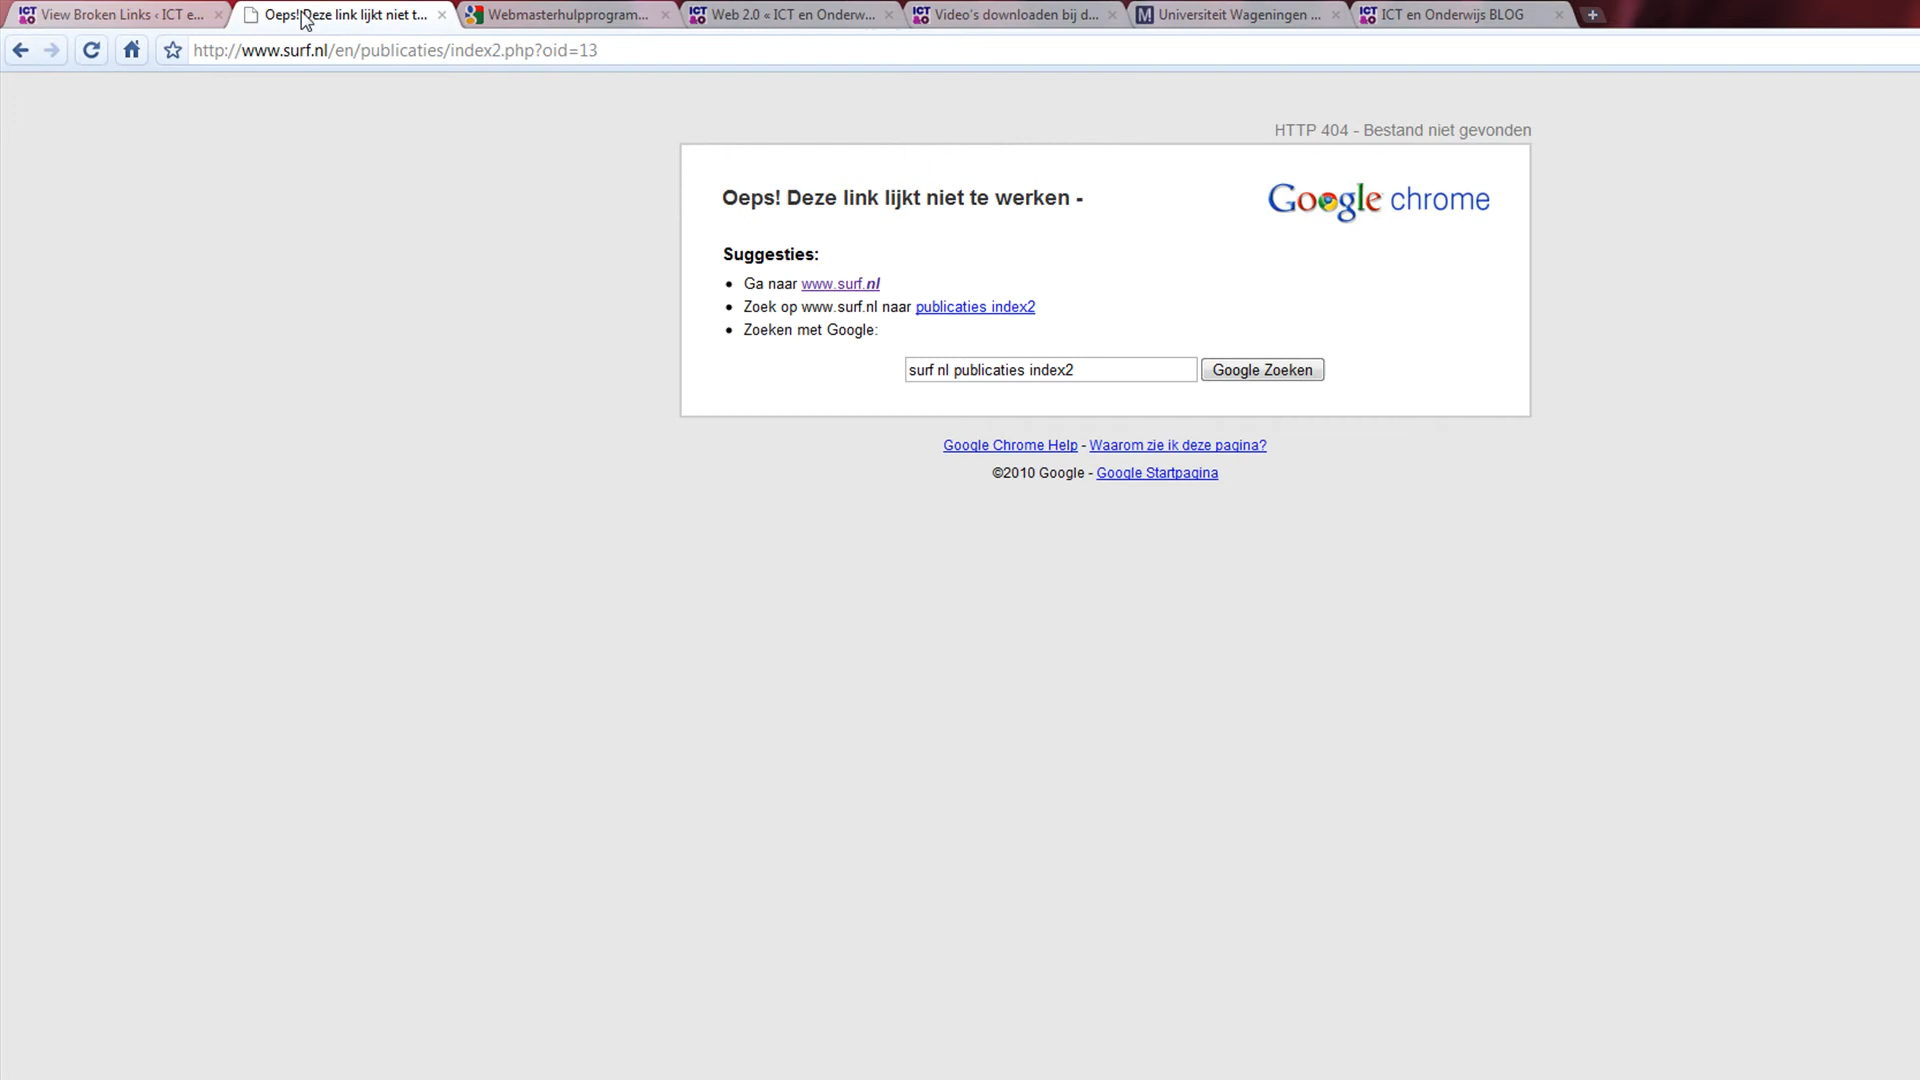 View Broken Links ‹ ICT e...
Oeps! Deze link lijkt niet t...
Webmasterhulpprogram...
Web 2.0 « ICT en Onderw...
Video's downloaden bij d...
Universiteit Wageningen ...
ICT en Onderwijs BLOG
http://www.surf.nl/en/publicaties/index2.php?oid=13
HTTP 404 - Bestand niet gevonden
Oeps! Deze link lijkt niet te werken -
Google chrome
Suggesties:
• Ga naar www.surf.nl
• Zoek op www.surf.nl naar publicaties index2
• Zoeken met Google:
surf nl publicaties index2 Google Zoeken
Google Chrome Help - Waarom zie ik deze pagina?
©2010 Google - Google Startpagina